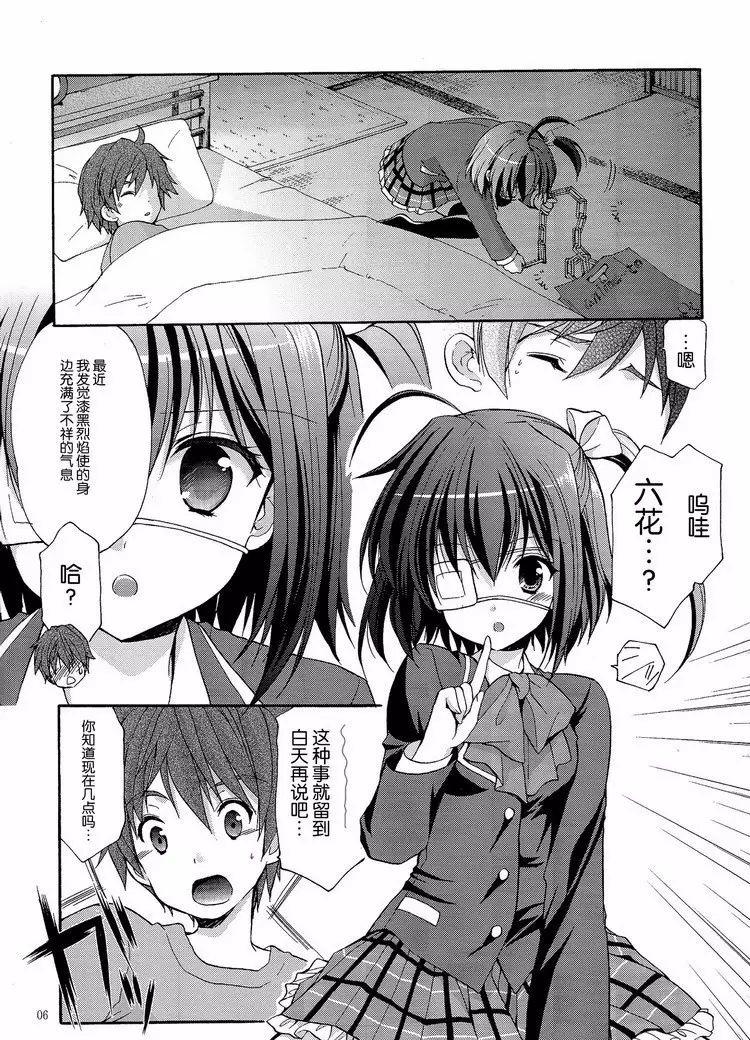 …嗯
呜哇
六花…?
最近
我发觉漆黑烈焰使的身
边充满了不祥的气息
哈?
这种事就留到
白天再说吧…
你知道现在几点吗…
06